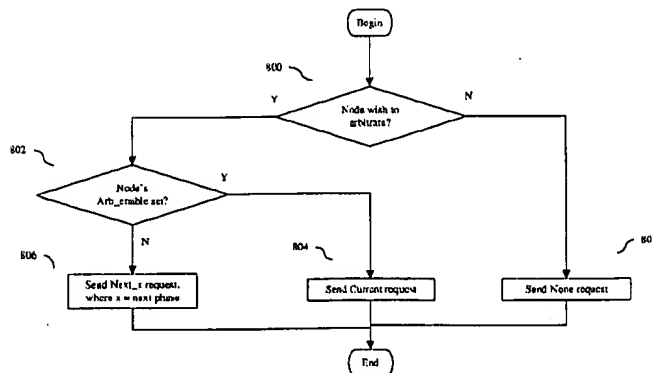 Begin
800
Y
N
Node wish to
arbitrate?
802
Y
Node's
Arb_enable set?
N
806
804
80
Send Next_x request,
where x = next phase
Send Current request
Send None request
End